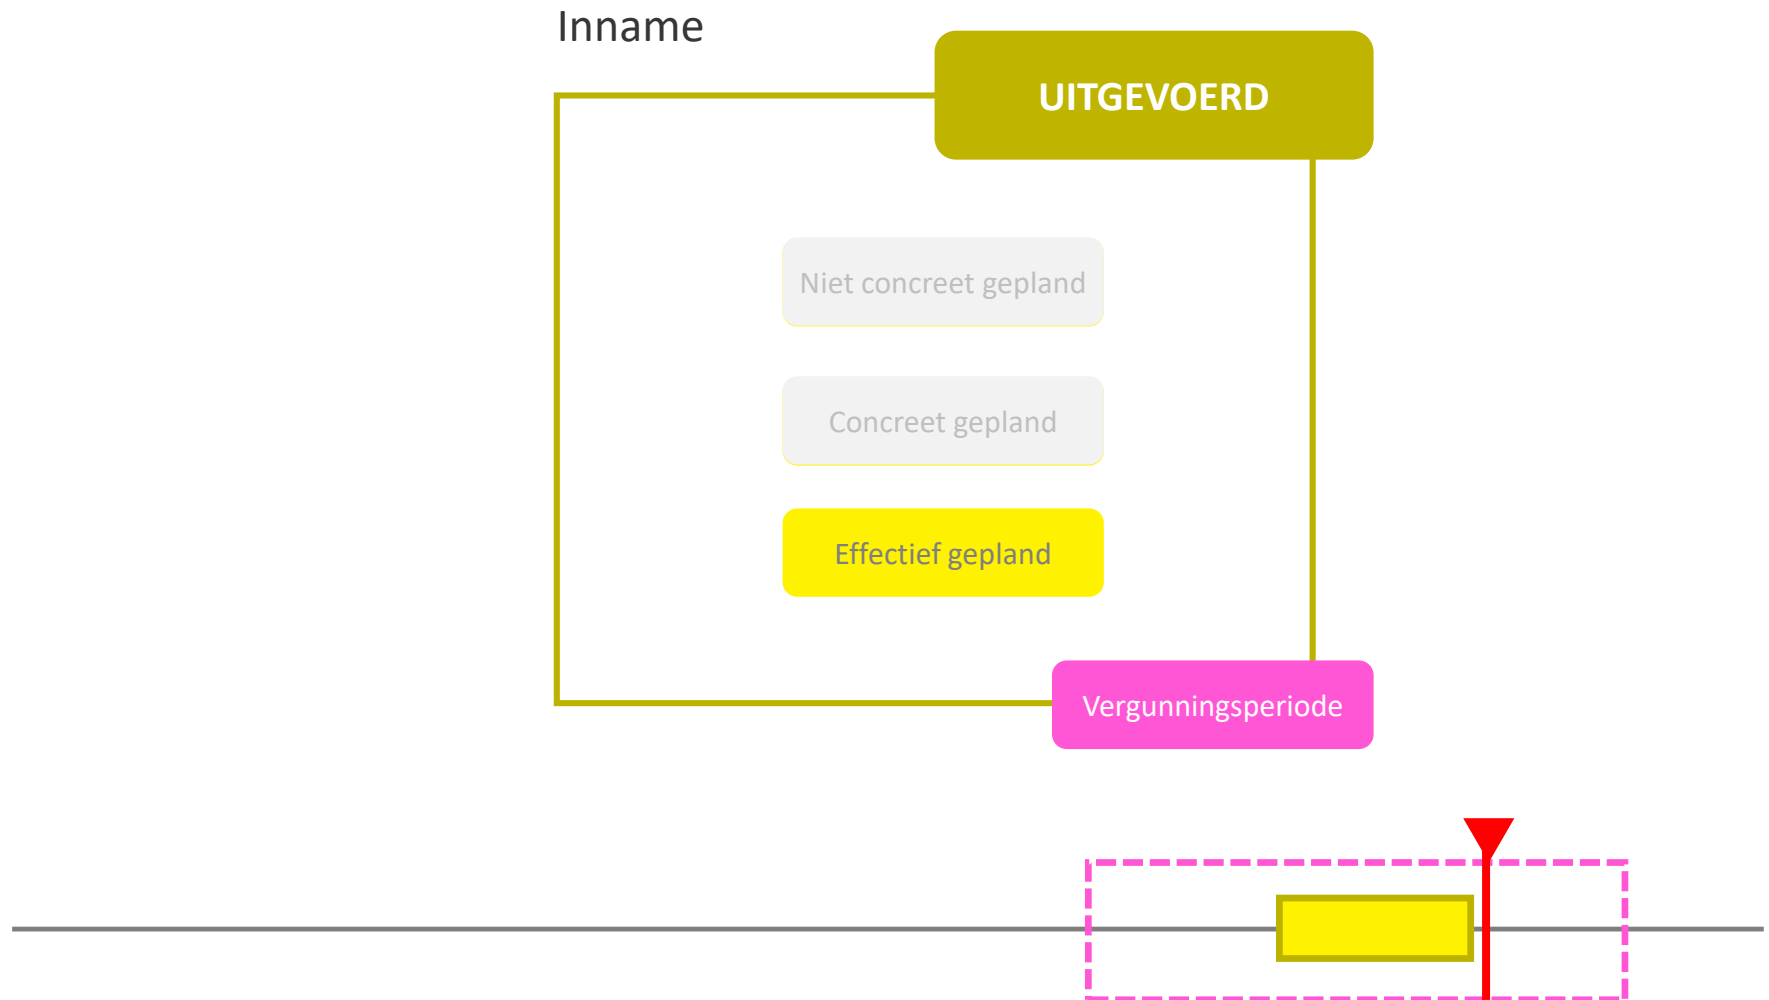 Inname
UITGEVOERD
Niet concreet gepland
Concreet gepland
Effectief gepland
Vergunningsperiode